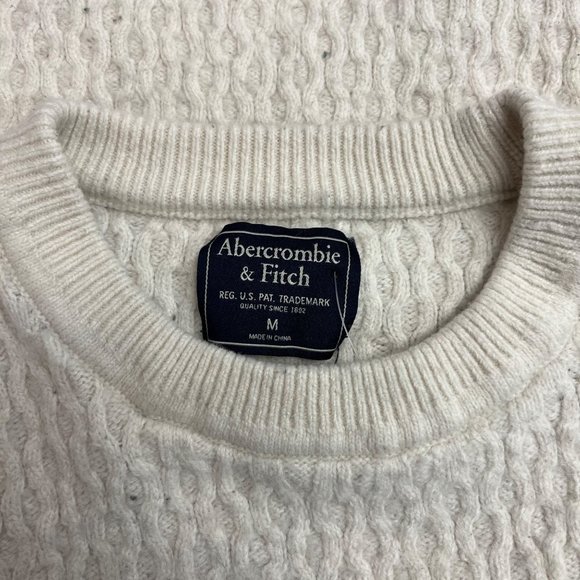 Abercrombie
& Fitch
REG. U.S. PAT. TRADEMARK
QUALITY SINCE 1892
M
MADE IN CHINA